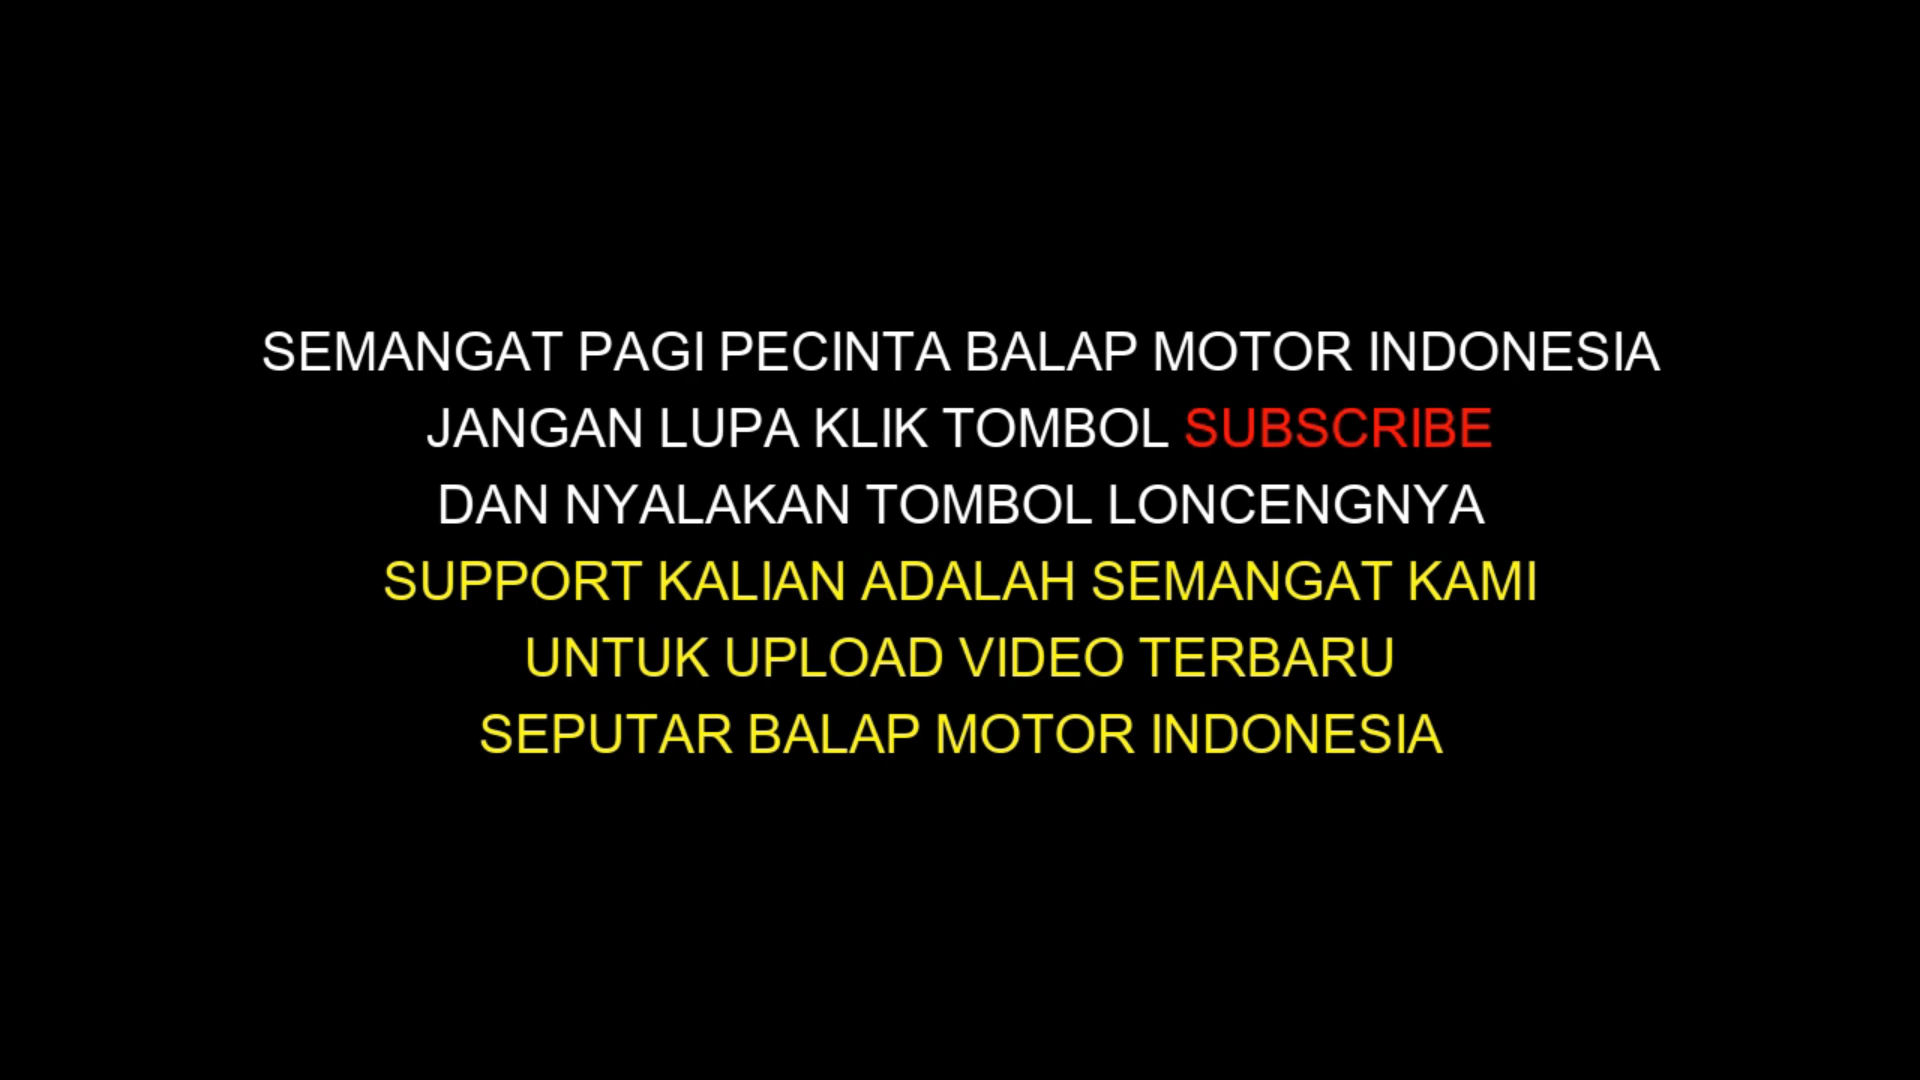 SEMANGAT PAGI PECINTA BALAP MOTOR INDONESIA
JANGAN LUPA KLIK TOMBOL SUBSCRIBE
DAN NYALAKAN TOMBOL LONCENGNYA
SUPPORT KALIAN ADALAH SEMANGAT KAMI
UNTUK UPLOAD VIDEO TERBARU
SEPUTAR BALAP MOTOR INDONESIA